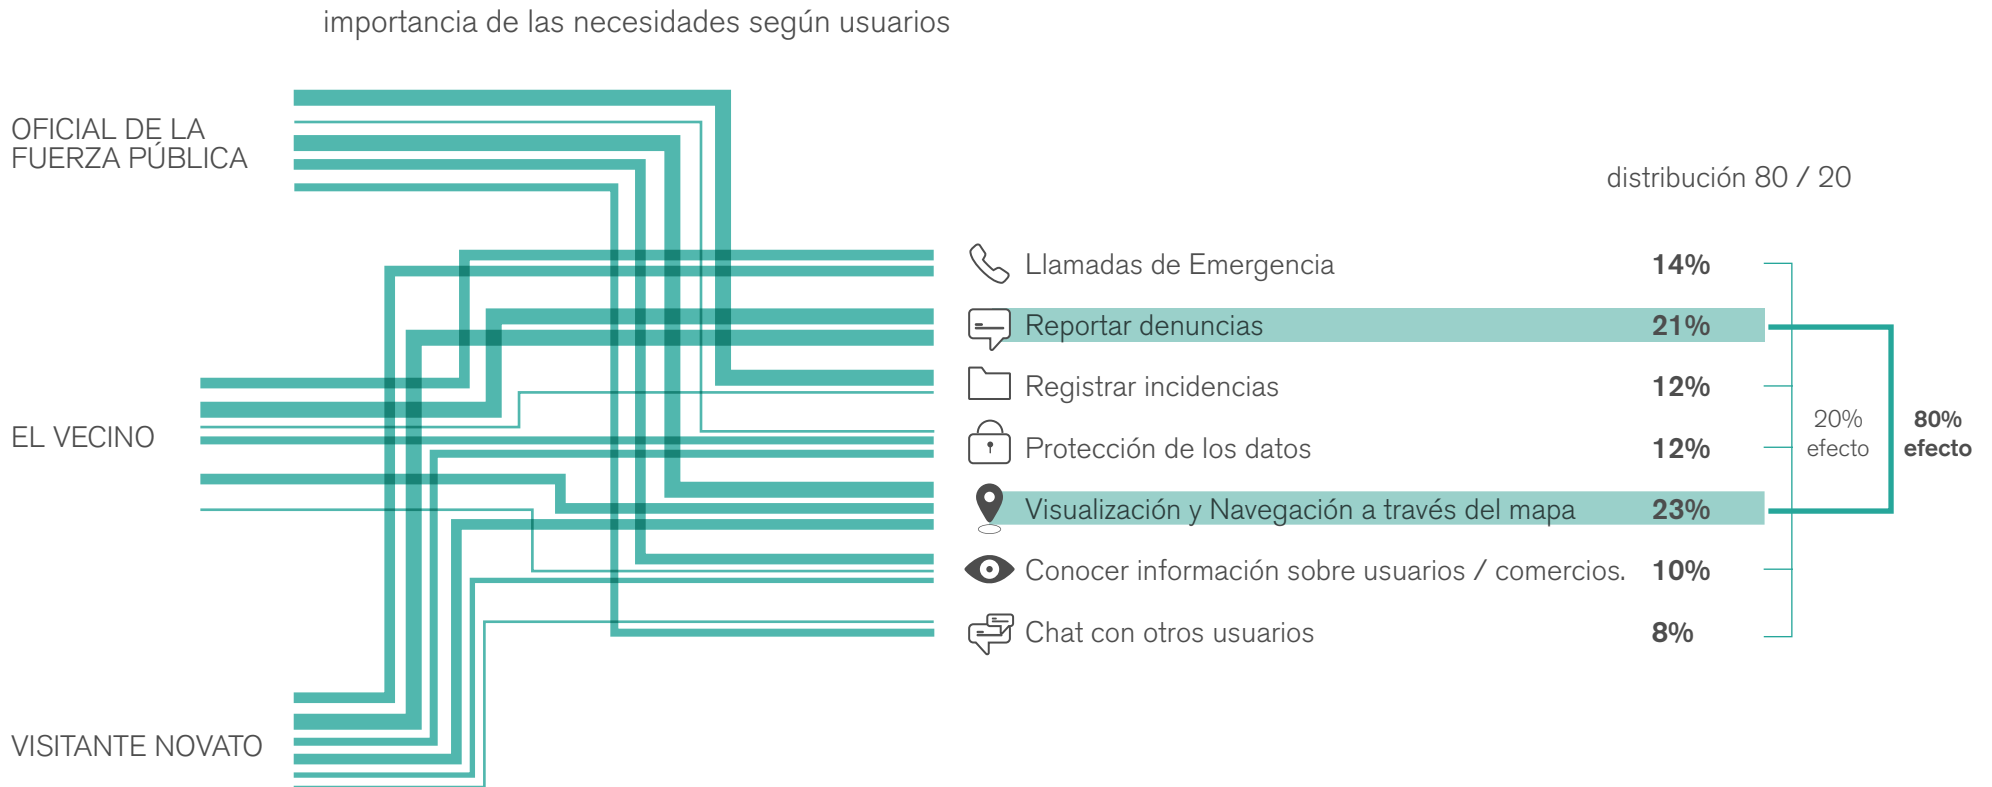 importancia de las necesidades según usuarios
OFICIAL DE LA
FUERZA PÚBLICA
EL VECINO
VISITANTE NOVATO
distribución 80 / 20
Llamadas de Emergencia 14%
Reportar denuncias 21%
Registrar incidencias 12%
Protección de los datos 12%
Visualización y Navegación a través del mapa 23%
Conocer información sobre usuarios / comercios. 10%
Chat con otros usuarios 8%
20%
efecto
80%
efecto